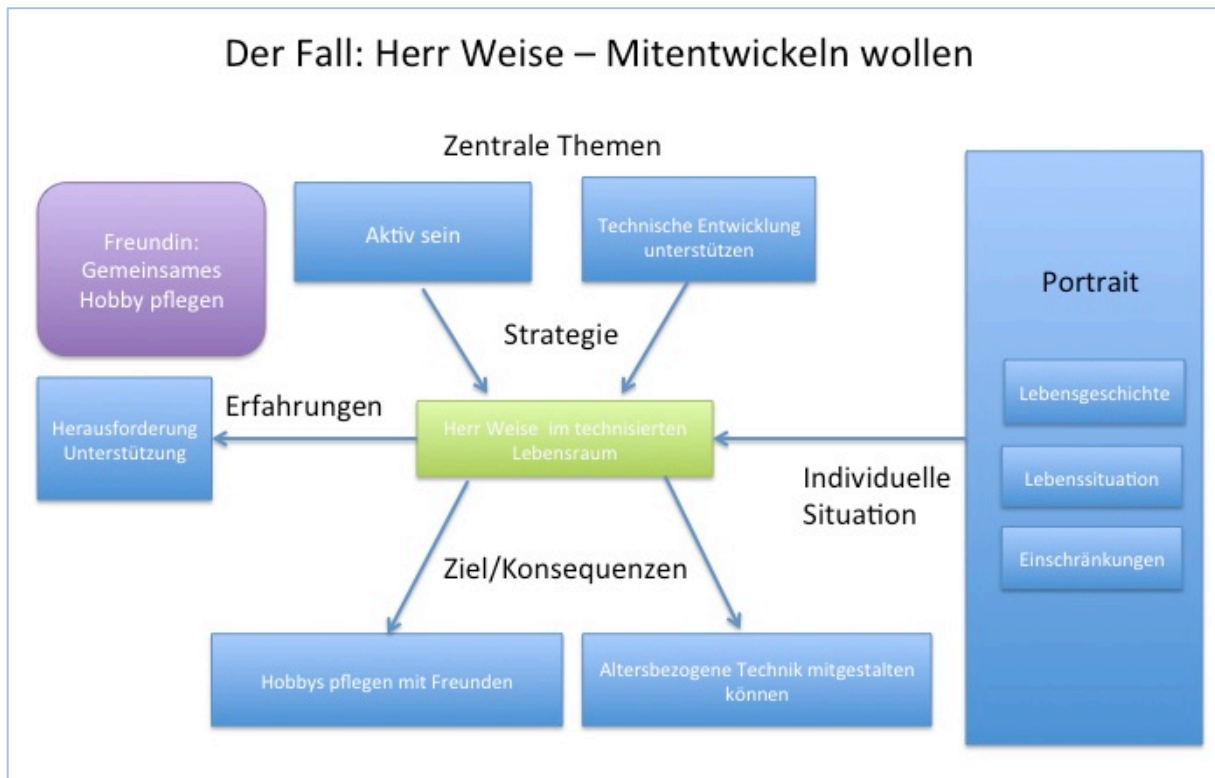 Der Fall: Herr Weise – Mitentwickeln wollen
Zentrale Themen
Freundin:
Gemeinsames
Hobby pflegen
Aktiv sein
Technische Entwicklung
unterstützen
Strategie
Herausforderung
Unterstützung
Erfahrungen
Herr Weise im technisierten
Lebensraum
Individuelle
Situation
Portrait
Lebensgeschichte
Lebenssituation
Einschränkungen
Ziel/Konsequenzen
Hobbys pflegen mit Freunden
Altersbezogene Technik mitgestalten
können